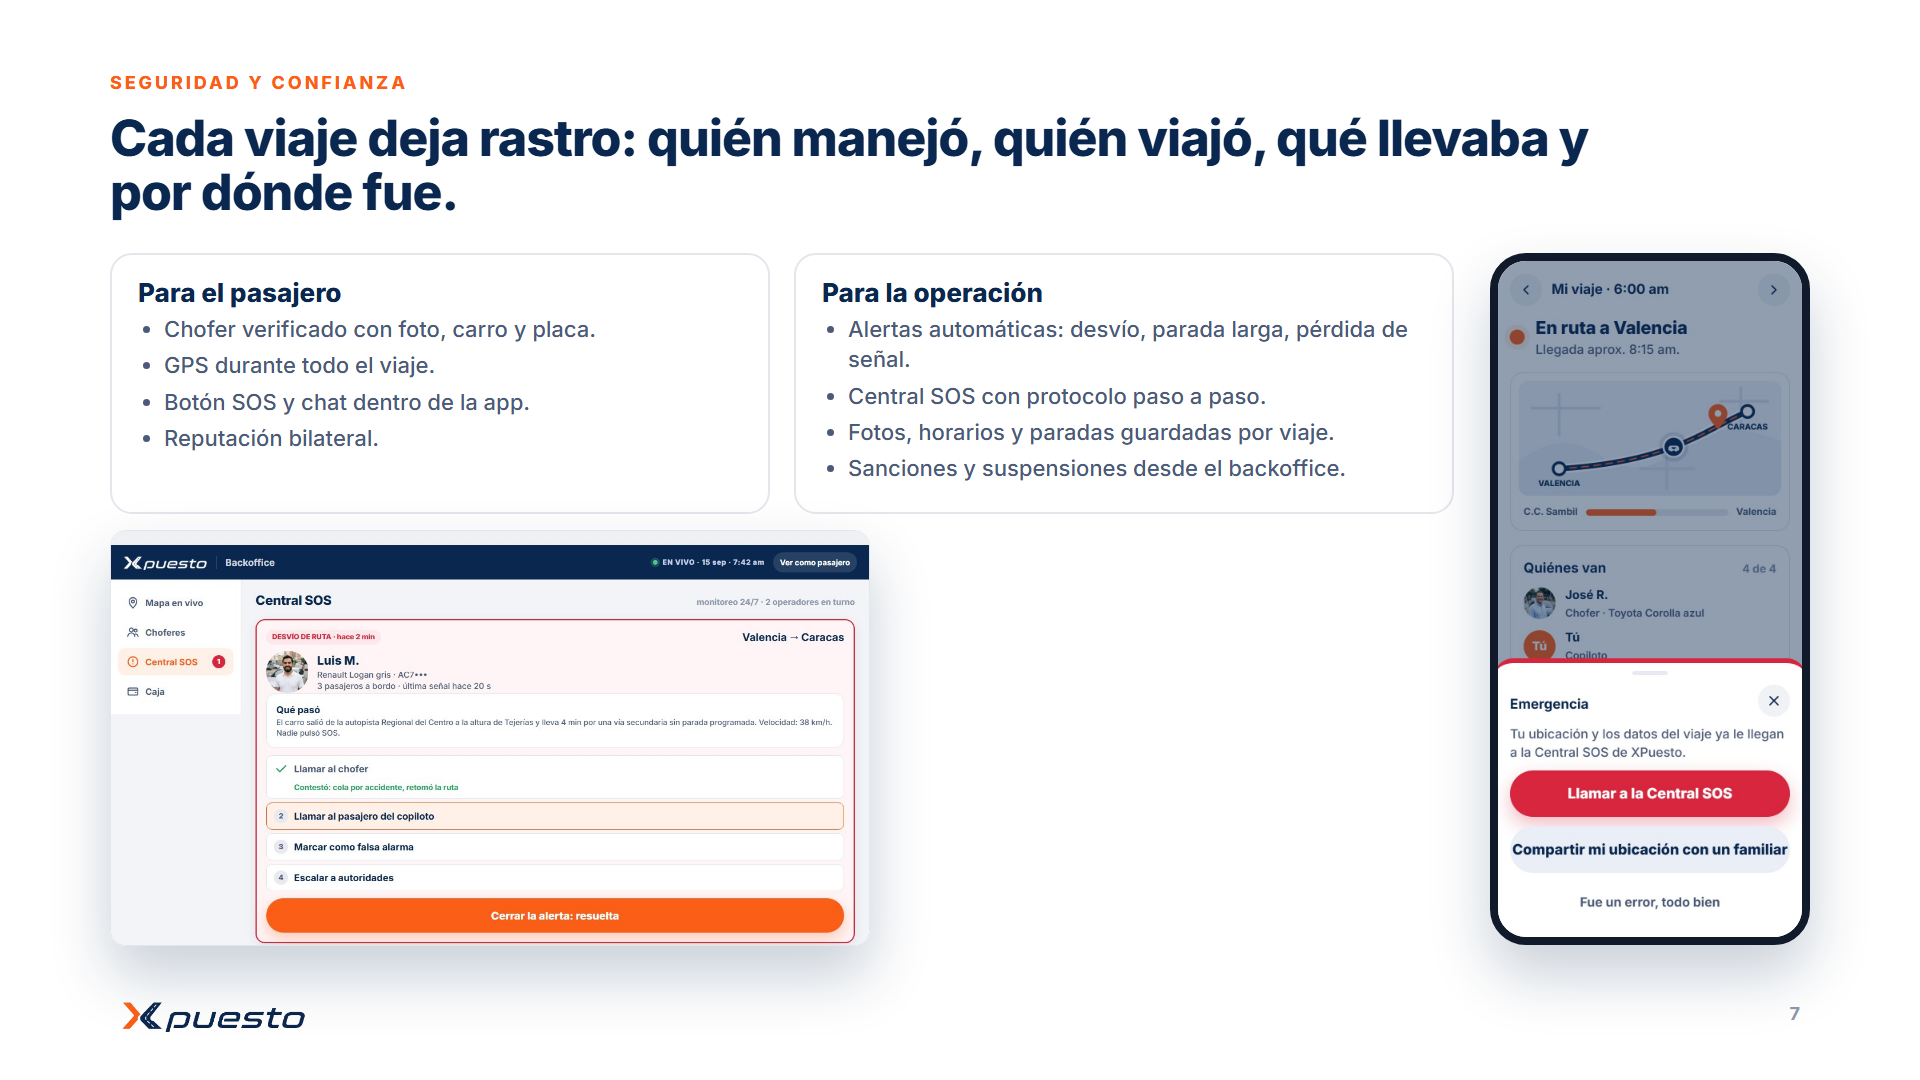 SEGURIDAD Y CONFIANZA
Cada viaje deja rastro: quién manejó, quién viajó, qué llevaba y
por dónde fue.
Para el pasajero
• Chofer verificado con foto, carro y placa.
• GPS durante todo el viaje.
• Botón SOS y chat dentro de la app.
• Reputación bilateral.
Para la operación
• Alertas automáticas: desvío, parada larga, pérdida de
señal.
• Central SOS con protocolo paso a paso.
• Fotos, horarios y paradas guardadas por viaje.
• Sanciones y suspensiones desde el backoffice.
Xpuesto
Backoffice
EN VIVO · 15 sep · 7:42 am
Ver como pasajero
Mapa en vivo
Choferes
Central SOS
1
Caja
Central SOS
monitoreo 24/7 · 2 operadores en turno
DESVÍO DE RUTA · hace 2 min
Valencia → Caracas
Luis M.
Renault Logan gris · AC7•••
3 pasajeros a bordo · última señal hace 20 s
Qué pasó
El carro salió de la autopista Regional del Centro a la altura de Tejerías y lleva 4 min por una vía secundaria sin parada programada. Velocidad: 38 km/h.
Nadie pulsó SOS.
Llamar al chofer
Contestó: cola por accidente, retomó la ruta
2 Llamar al pasajero del copiloto
3 Marcar como falsa alarma
4 Escalar a autoridades
Cerrar la alerta: resuelta
Mi viaje · 6:00 am
En ruta a Valencia
Llegada aprox. 8:15 am.
CARACAS
VALENCIA
C.C. Sambil
Valencia
Quiénes van
4 de 4
José R.
Chofer · Toyota Corolla azul
Tú
Tú
Copiloto
Emergencia
Tu ubicación y los datos del viaje ya le llegan
a la Central SOS de XPuesto.
Llamar a la Central SOS
Compartir mi ubicación con un familiar
Fue un error, todo bien
Xpuesto
7